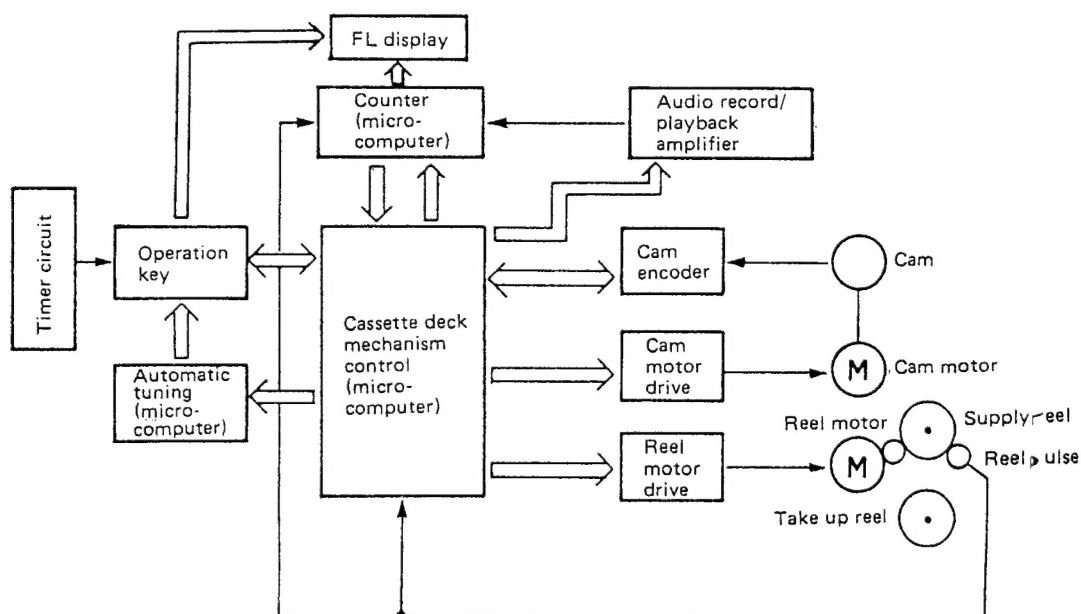 FL display
Counter
(micro-
computer)
Audio record/
playback
amplifier
Timer circuit
Operation
key
Cam
encoder
Cam
Cassette deck
mechanism
control
(micro-
computer)
Cam
motor
drive
M
Cam motor
Automatic
tuning
(micro-
computer)
Reel motor
Supply reel
Reel
motor
drive
M
Reel pulse
Take up reel